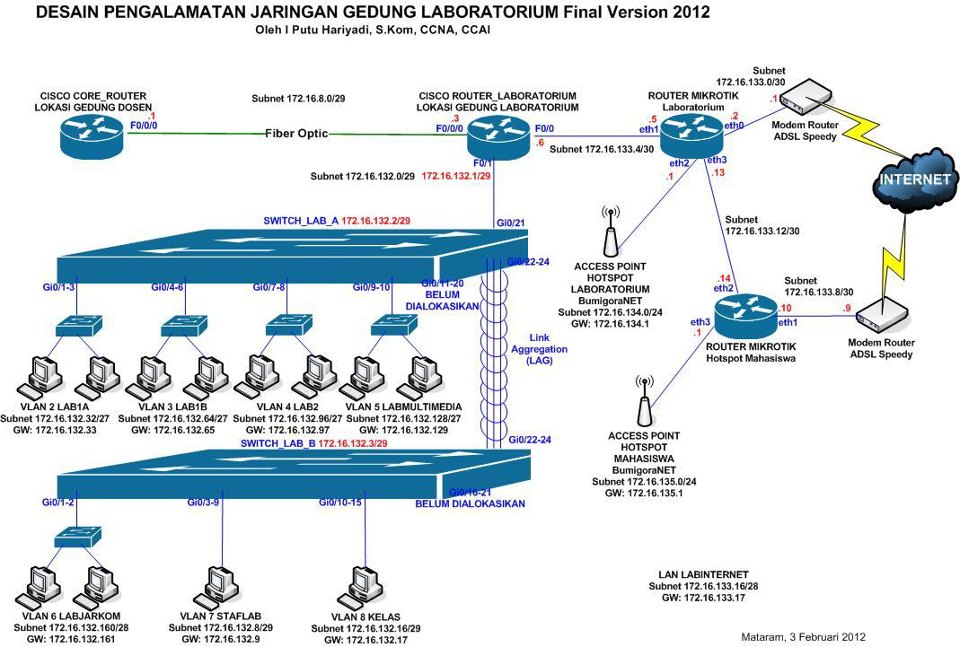 DESAIN PENGALAMATAN JARINGAN GEDUNG LABORATORIUM Final Version 2012
Oleh I Putu Hariyadi, S.Kom, CCNA, CCAI
CISCO CORE_ROUTER
LOKASI GEDUNG DOSEN
.1
F0/0/0
Subnet 172.16.8.0/29
Fiber Optic
CISCO ROUTER_LABORATORIUM
LOKASI GEDUNG LABORATORIUM
.3
F0/0/0
F0/0
.6
F0/1
Subnet 172.16.133.4/30
ROUTER MIKROTIK
Laboratorium
.5
eth1
.2
eth0
eth2
.1
eth3
.13
Subnet
172.16.133.0/30
.1
Modem Router
ADSL Speedy
INTERNET
Subnet 172.16.132.0/29
172.16.132.1/29
SWITCH_LAB_A 172.16.132.2/29
Gi0/21
Gi0/22-24
Gi0/1-3
Gi0/4-6
Gi0/7-8
Gi0/9-10
Gi0/11-20
BELUM
DIALOKASIKAN
Link
Aggregation
(LAG)
ACCESS POINT
HOTSPOT
LABORATORIUM
BumigoraNET
Subnet 172.16.134.0/24
GW: 172.16.134.1
Subnet
172.16.133.12/30
.14
eth2
eth3
.1
.10
eth1
Subnet
172.16.133.8/30
.9
Modem Router
ADSL Speedy
ROUTER MIKROTIK
Hotspot Mahasiswa
VLAN 2 LAB1A
Subnet 172.16.132.32/27
GW: 172.16.132.33
VLAN 3 LAB1B
Subnet 172.16.132.64/27
GW: 172.16.132.65
VLAN 4 LAB2
Subnet 172.16.132.96/27
GW: 172.16.132.97
VLAN 5 LABMULTIMEDIA
Subnet 172.16.132.128/27
GW: 172.16.132.129
ACCESS POINT
HOTSPOT
MAHASISWA
BumigoraNET
Subnet 172.16.135.0/24
GW: 172.16.135.1
SWITCH_LAB_B 172.16.132.3/29
Gi0/22-24
Gi0/1-2
Gi0/3-9
Gi0/10-15
Gi0/16-21
BELUM DIALOKASIKAN
VLAN 6 LABJARKOM
Subnet 172.16.132.160/28
GW: 172.16.132.161
VLAN 7 STAFLAB
Subnet 172.16.132.8/29
GW: 172.16.132.9
VLAN 8 KELAS
Subnet 172.16.132.16/29
GW: 172.16.132.17
LAN LABINTERNET
Subnet 172.16.133.16/28
GW: 172.16.133.17
Mataram, 3 Februari 2012